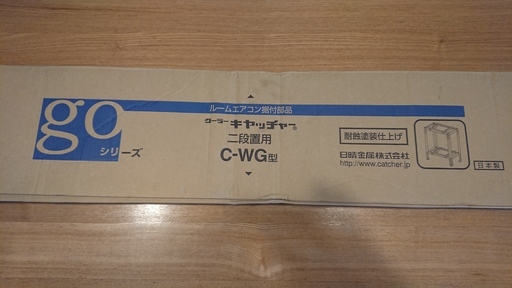 go
シリーズ
ルームエアコン据付部品
クーラーキャッチャー®
二段置用
C-WG型
耐蝕塗装仕上げ
日晴金属株式会社
http://www.catcher.jp
日本製